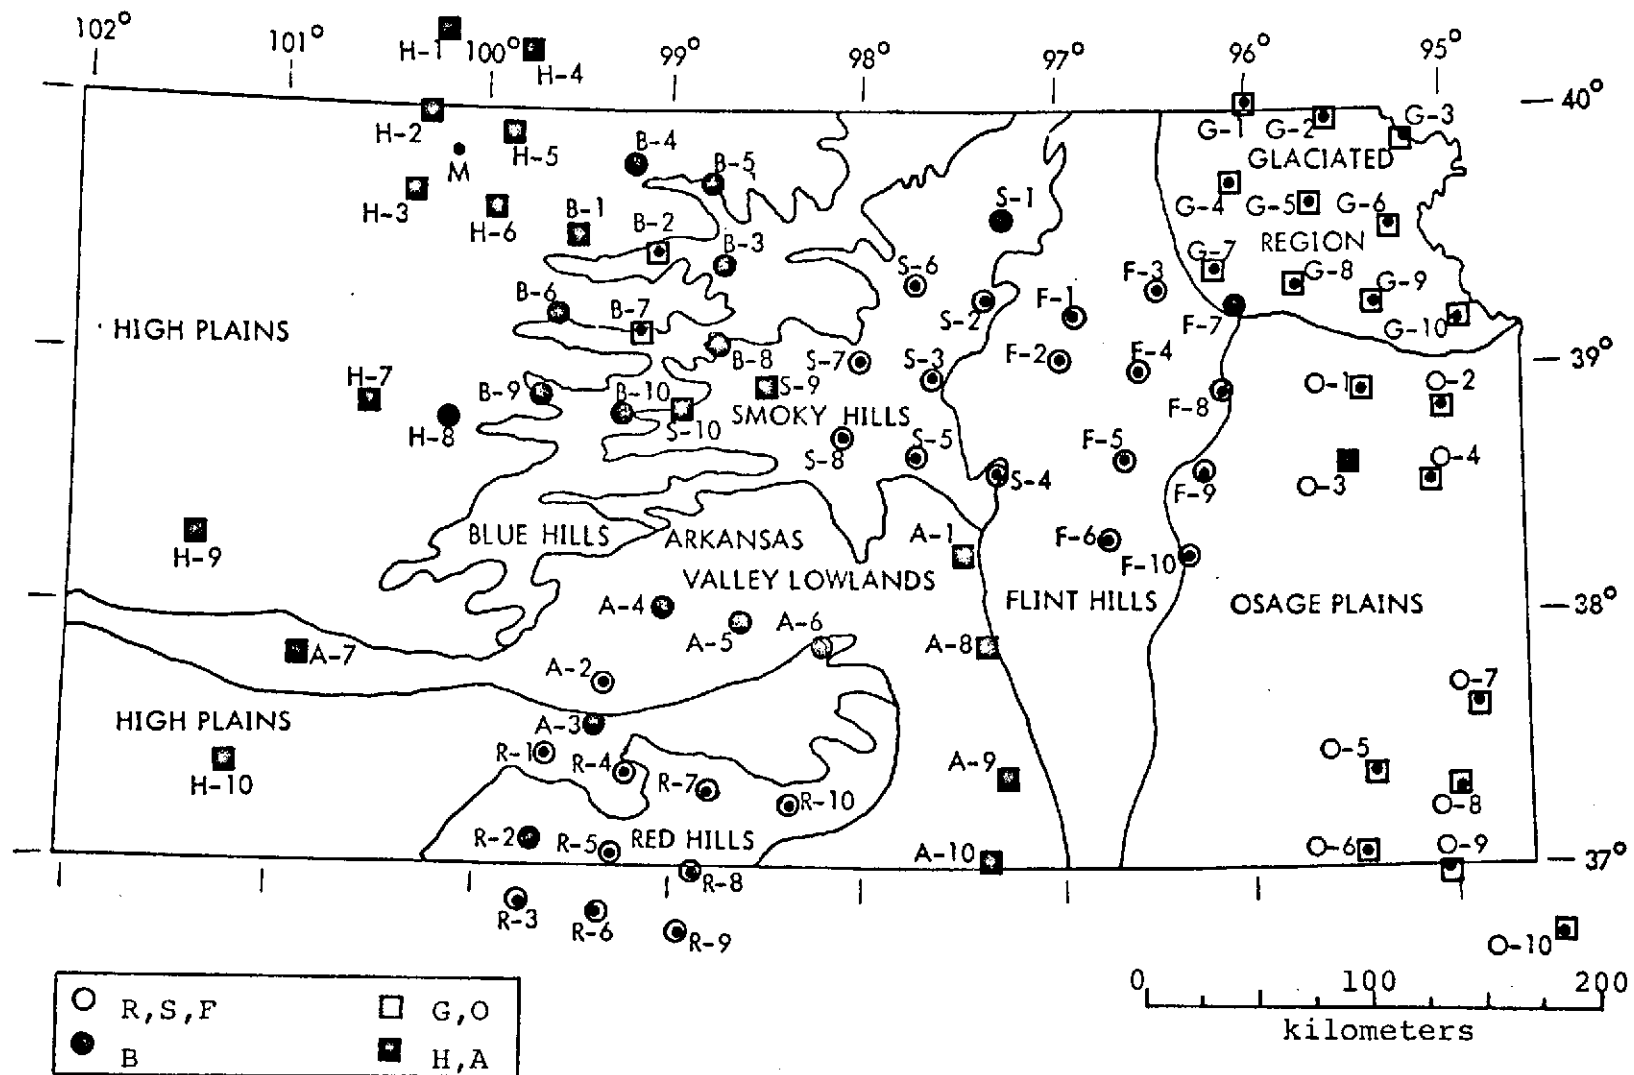 102°
101°
100°
99°
98°
97°
96°
95°
H-1
H-4
40°
H-2
H-5
M
B-4
B-5
G-1
G-2
G-3
GLACIATED
H-3
H-6
B-1
B-2
B-3
S-1
G-4
G-5
G-6
REGION
G-7
G-8
G-9
G-10
B-6
B-7
B-8
S-6
S-2
F-1
F-3
F-7
HIGH PLAINS
S-7
S-3
F-2
F-4
39°
H-7
H-8
B-9
B-10
S-9
S-10
SMOKY HILLS
F-8
O-1
O-2
S-8
S-5
S-4
F-5
F-9
O-3
O-4
H-9
BLUE HILLS
ARKANSAS
VALLEY LOWLANDS
A-1
F-6
F-10
FLINT HILLS
OSAGE PLAINS
38°
A-4
A-5
A-6
A-8
A-7
A-2
O-7
HIGH PLAINS
A-3
H-10
R-1
R-4
R-7
R-10
A-9
O-5
O-8
R-2
R-5
RED HILLS
A-10
O-6
O-9
37°
R-8
R-3
R-6
R-9
O-10
R,S,F
G,O
B
H,A
0 100 200
kilometers